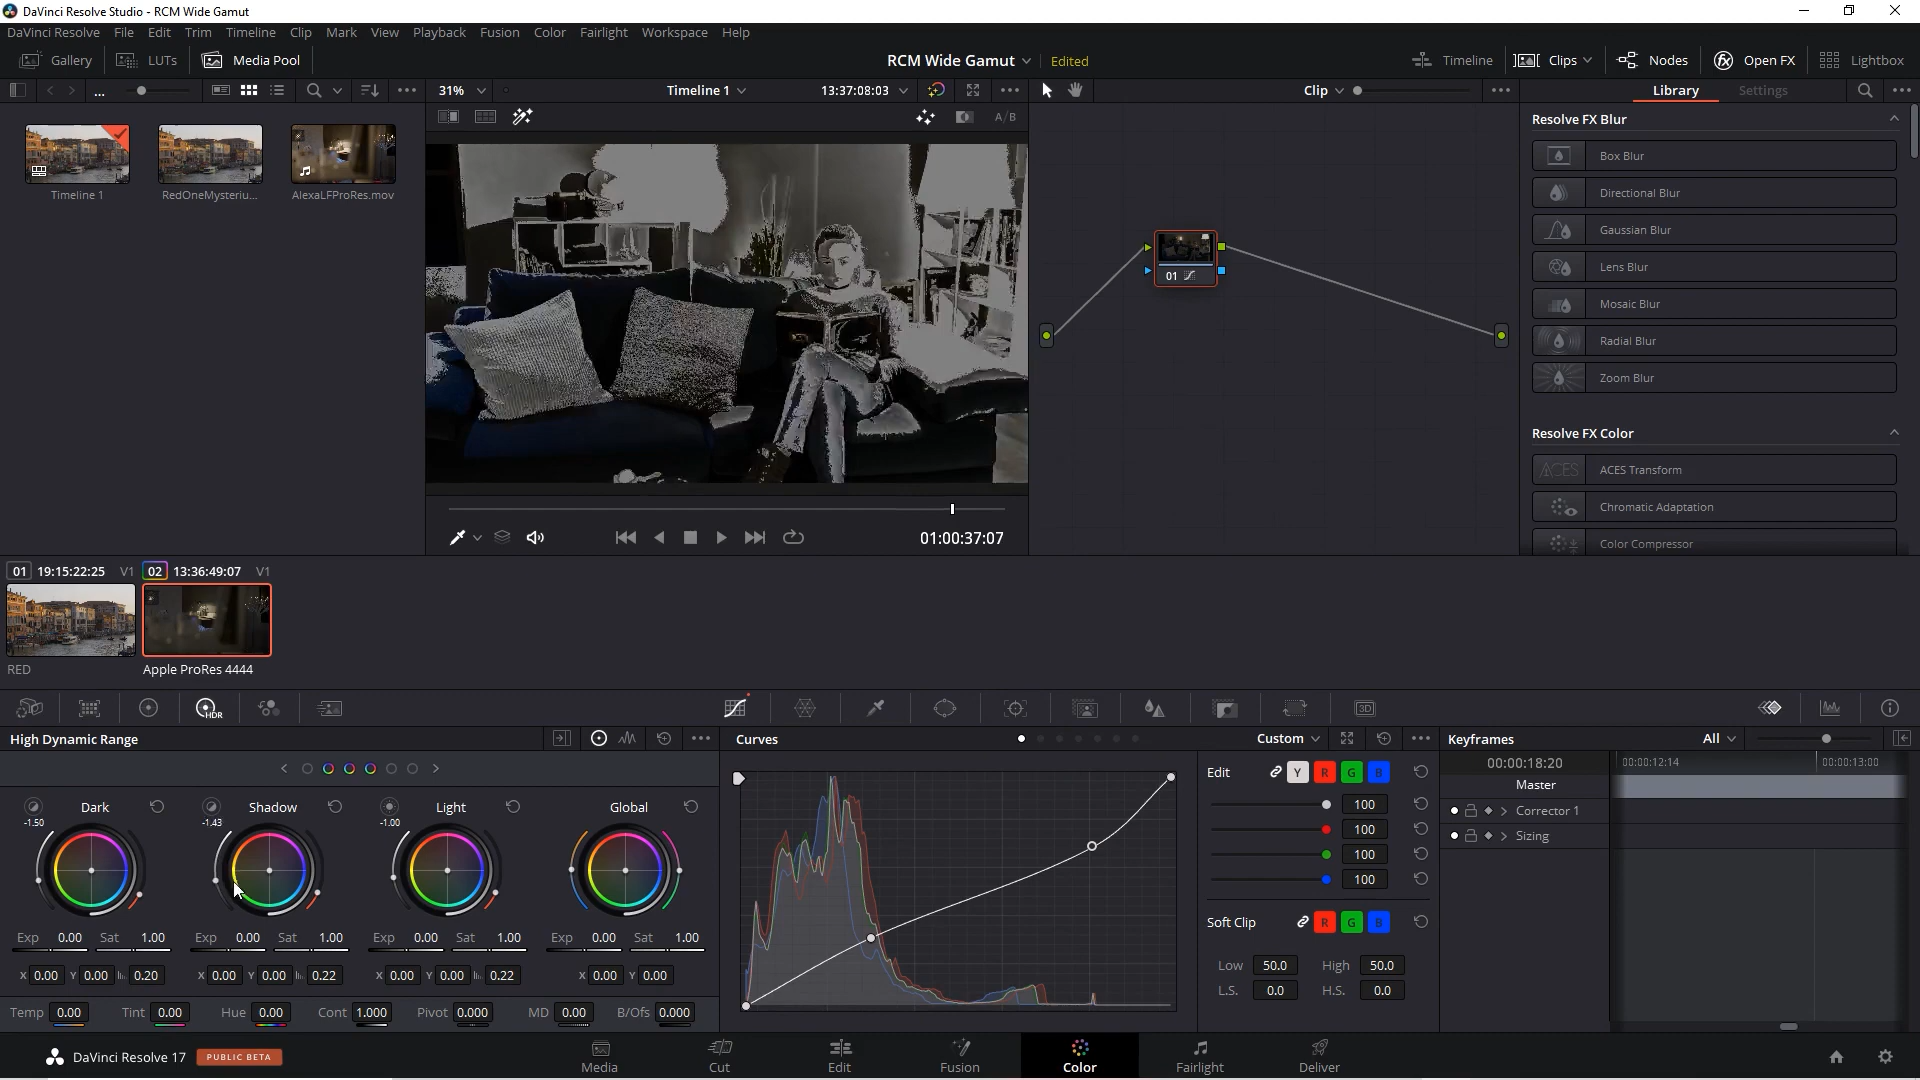 DaVinci Resolve Studio - RCM Wide Gamut
DaVinci Resolve File Edit Trim Timeline Clip Mark View Playback Fusion Color Fairlight Workspace Help
Gallery LUTs Media Pool RCM Wide Gamut Edited Timeline Clips Nodes Open FX Lightbox
... 31% Timeline 1 13:37:08:03 Clip Library Settings
A/B
Resolve FX Blur
Box Blur
Directional Blur
Gaussian Blur
Lens Blur
Mosaic Blur
Radial Blur
Zoom Blur
Resolve FX Color
ACES Transform
Chromatic Adaptation
Color Compressor
Timeline 1 RedOneMysteriu... AlexaLFProRes.mov
01
01:00:37:07
01 19:15:22:25 V1 02 13:36:49:07 V1
RED Apple ProRes 4444
HDR 3D
High Dynamic Range Curves Custom Keyframes All
Dark Shadow Light Global
-1.50 -1.43 -1.00
Exp 0.00 Sat 1.00 Exp 0.00 Sat 1.00 Exp 0.00 Sat 1.00 Exp 0.00 Sat 1.00
X 0.00 Y 0.00 0.20 X 0.00 Y 0.00 0.22 X 0.00 Y 0.00 0.22 X 0.00 Y 0.00
Temp 0.00 Tint 0.00 Hue 0.00 Cont 1.000 Pivot 0.000 MD 0.00 B/Ofs 0.000
Edit Y R G B
100
100
100
100
Soft Clip R G B
Low 50.0 High 50.0
L.S. 0.0 H.S. 0.0
00:00:18:20 00:00:12:14 00:00:13:00
Master
Corrector 1
Sizing
DaVinci Resolve 17 PUBLIC BETA
Media Cut Edit Fusion Color Fairlight Deliver